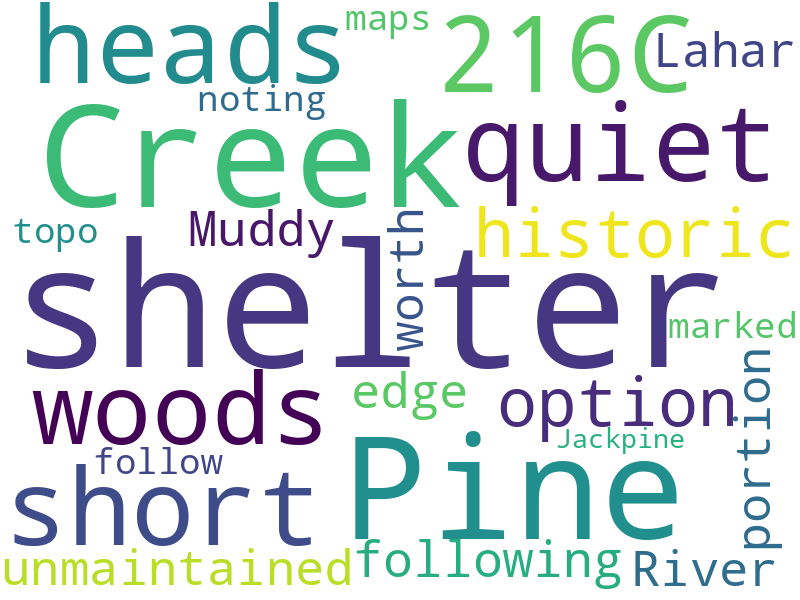 maps
heads
216C
Lahar
noting
Creek
quiet
topo
Muddy
worth
historic
shelter
marked
woods
edge
option
portion
Jackpine
follow
short
Pine
unmaintained
following
River